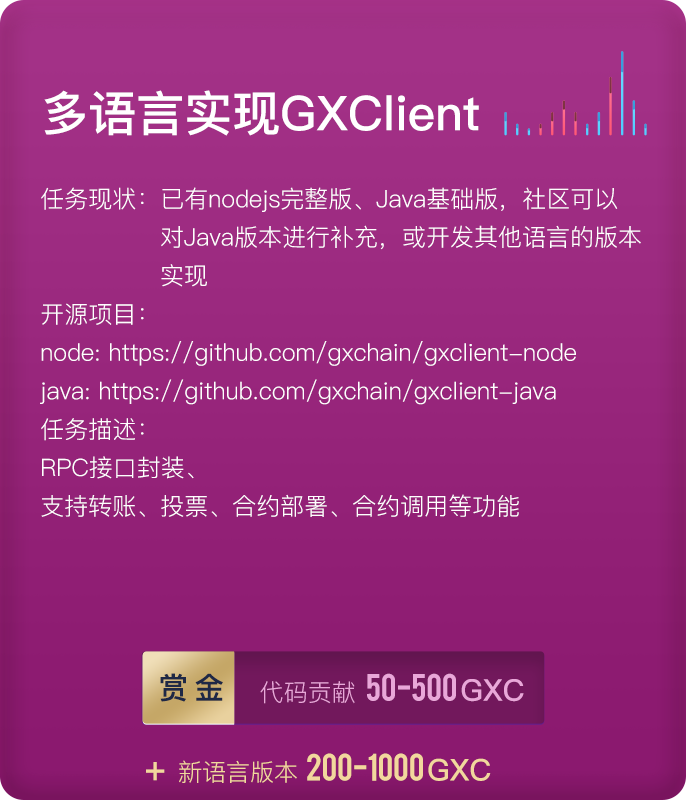 多语言实现GXClient
任务现状：已有nodejs完整版、Java基础版，社区可以
对Java版本进行补充，或开发其他语言的版本
实现
开源项目：
node: https://github.com/gxchain/gxclient-node
java: https://github.com/gxchain/gxclient-java
任务描述：
RPC接口封装、
支持转账、投票、合约部署、合约调用等功能
赏金 代码贡献 50-500GXC
+ 新语言版本 200-1000GXC